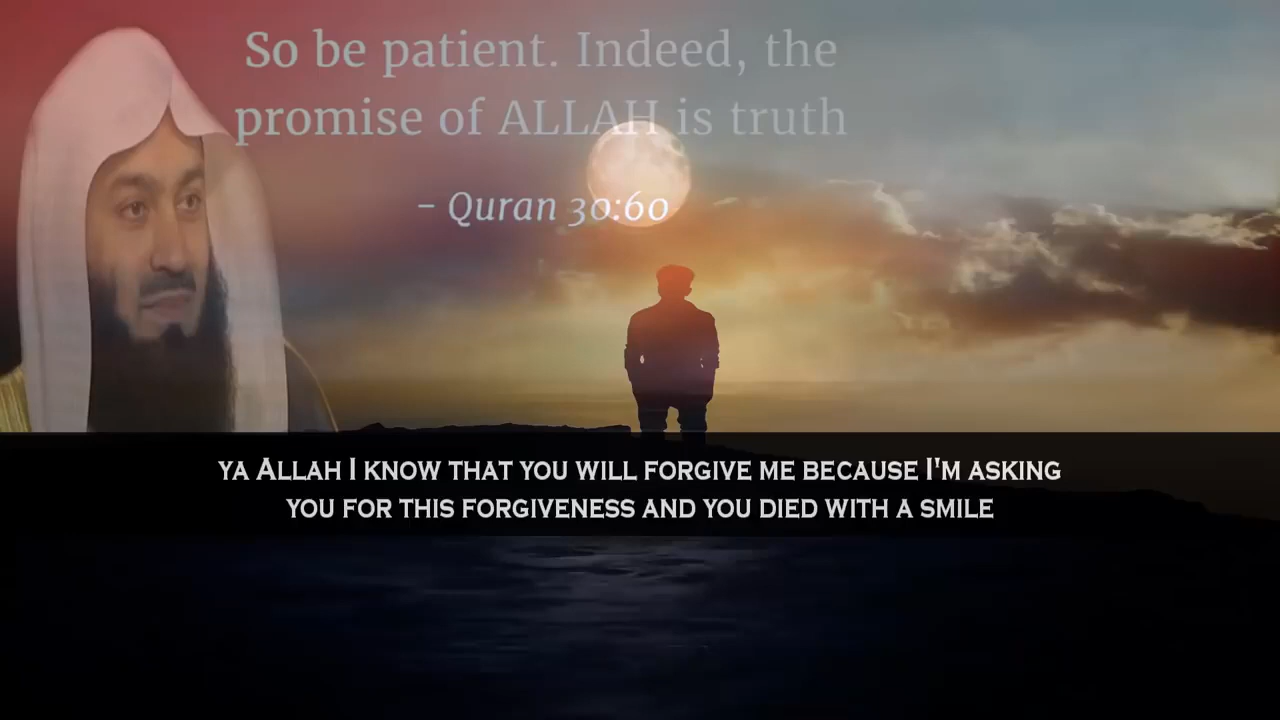 So be patient. Indeed, the
promise of ALLAH is truth
- Quran 30:60
YA ALLAH I KNOW THAT YOU WILL FORGIVE ME BECAUSE I'M ASKING
YOU FOR THIS FORGIVENESS AND YOU DIED WITH A SMILE